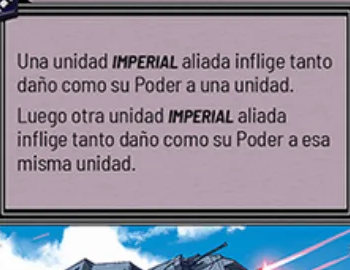 Una unidad IMPERIAL aliada inflige tanto
daño como su Poder a una unidad.
Luego otra unidad IMPERIAL aliada
inflige tanto daño como su Poder a esa
misma unidad.